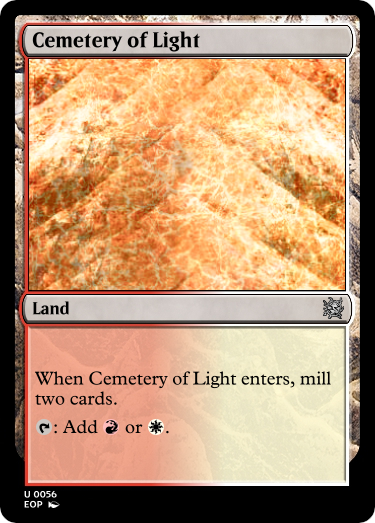 Cemetery of Light
Land
When Cemetery of Light enters, mill
two cards.
: Add or .
U 0056
EOP